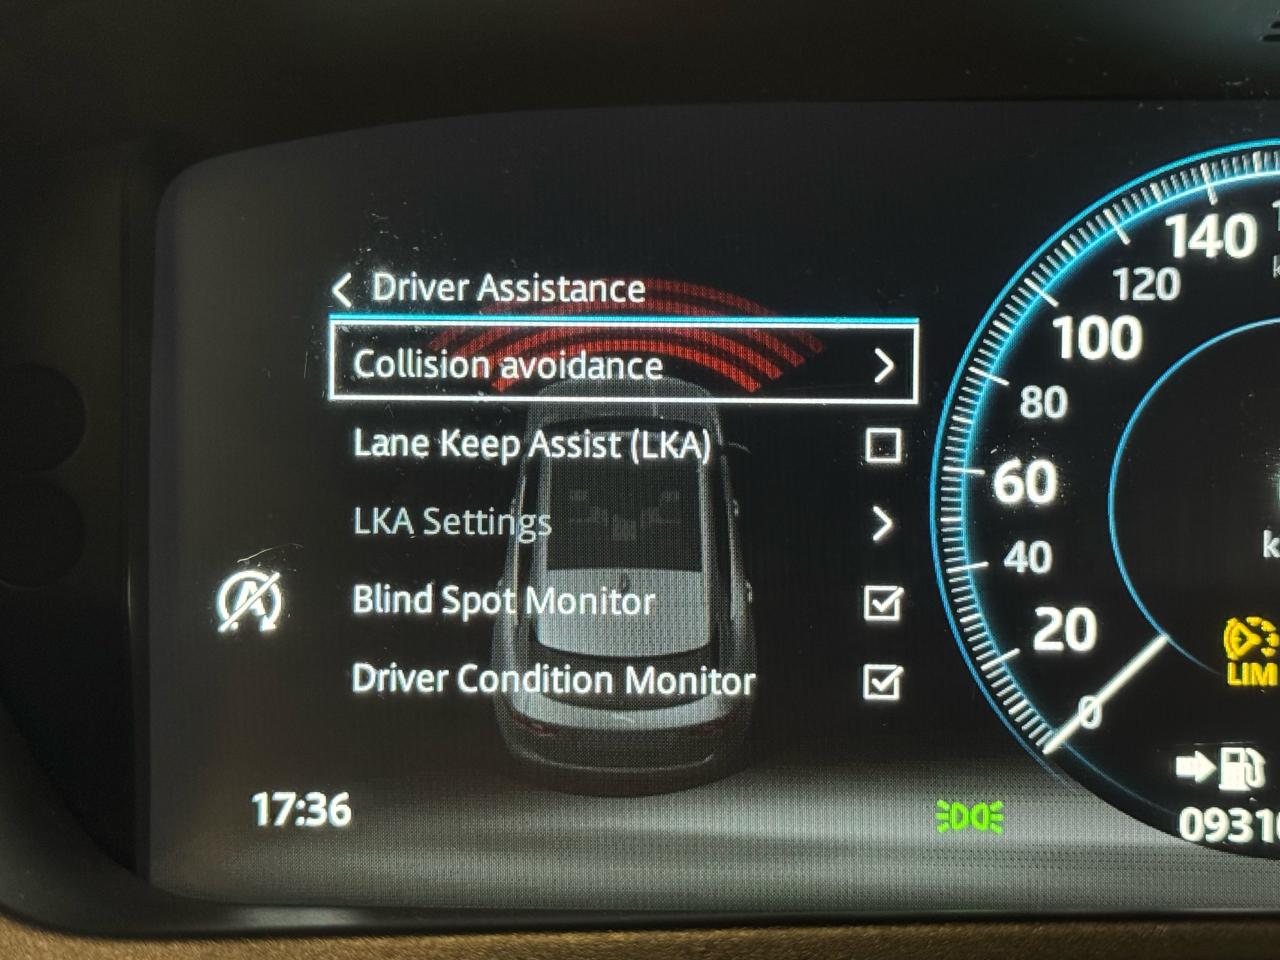 Driver Assistance
Collision avoidance
Lane Keep Assist (LKA)
LKA Settings
Blind Spot Monitor
Driver Condition Monitor
17:36
140
120
100
80
60
40
20
0
LIM